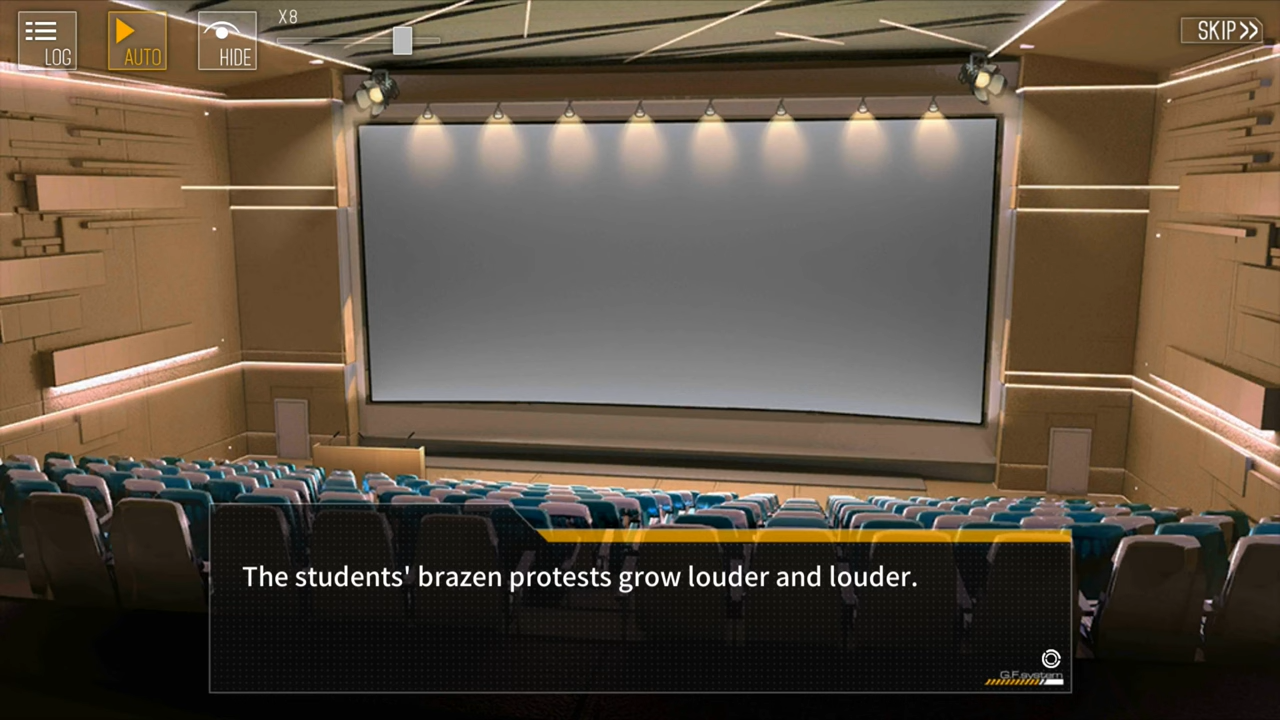 LOG
AUTO
HIDE
X8
SKIP
The students' brazen protests grow louder and louder.
G.F.system